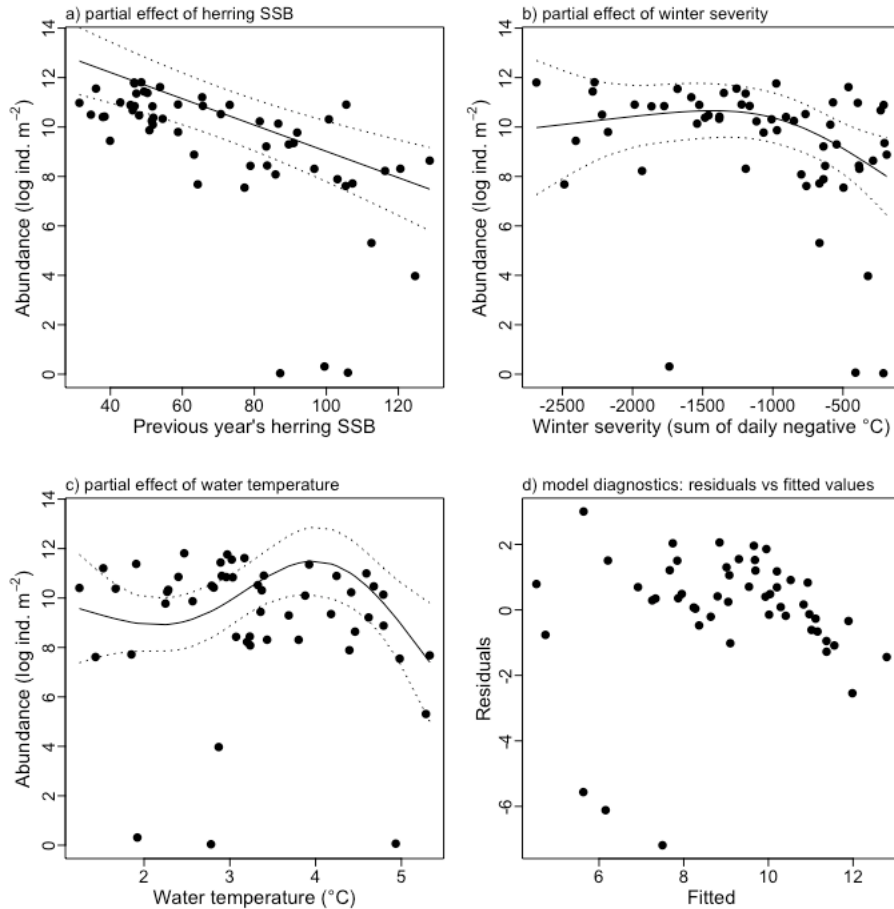 a) partial effect of herring SSB
Abundance (log ind. m−2)
0 2 4 6 8 10 12 14
40 60 80 100 120
Previous year's herring SSB
b) partial effect of winter severity
Abundance (log ind. m−2)
0 2 4 6 8 10 12 14
-2500 -2000 -1500 -1000 -500
Winter severity (sum of daily negative °C)
c) partial effect of water temperature
Abundance (log ind. m−2)
0 2 4 6 8 10 12 14
2 3 4 5
Water temperature (°C)
d) model diagnostics: residuals vs fitted values
Residuals
-6 -4 -2 0 2
6 8 10 12
Fitted